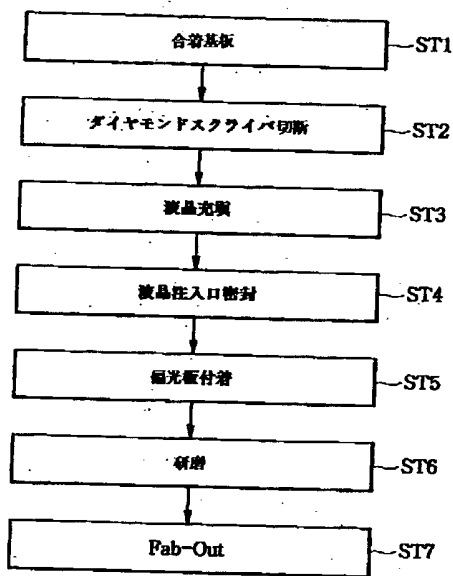 合着基板
ST1
ダイヤモンドスクライバ切断
ST2
液晶充填
ST3
液晶注入口密封
ST4
偏光板付着
ST5
研磨
ST6
Fab-Out
ST7